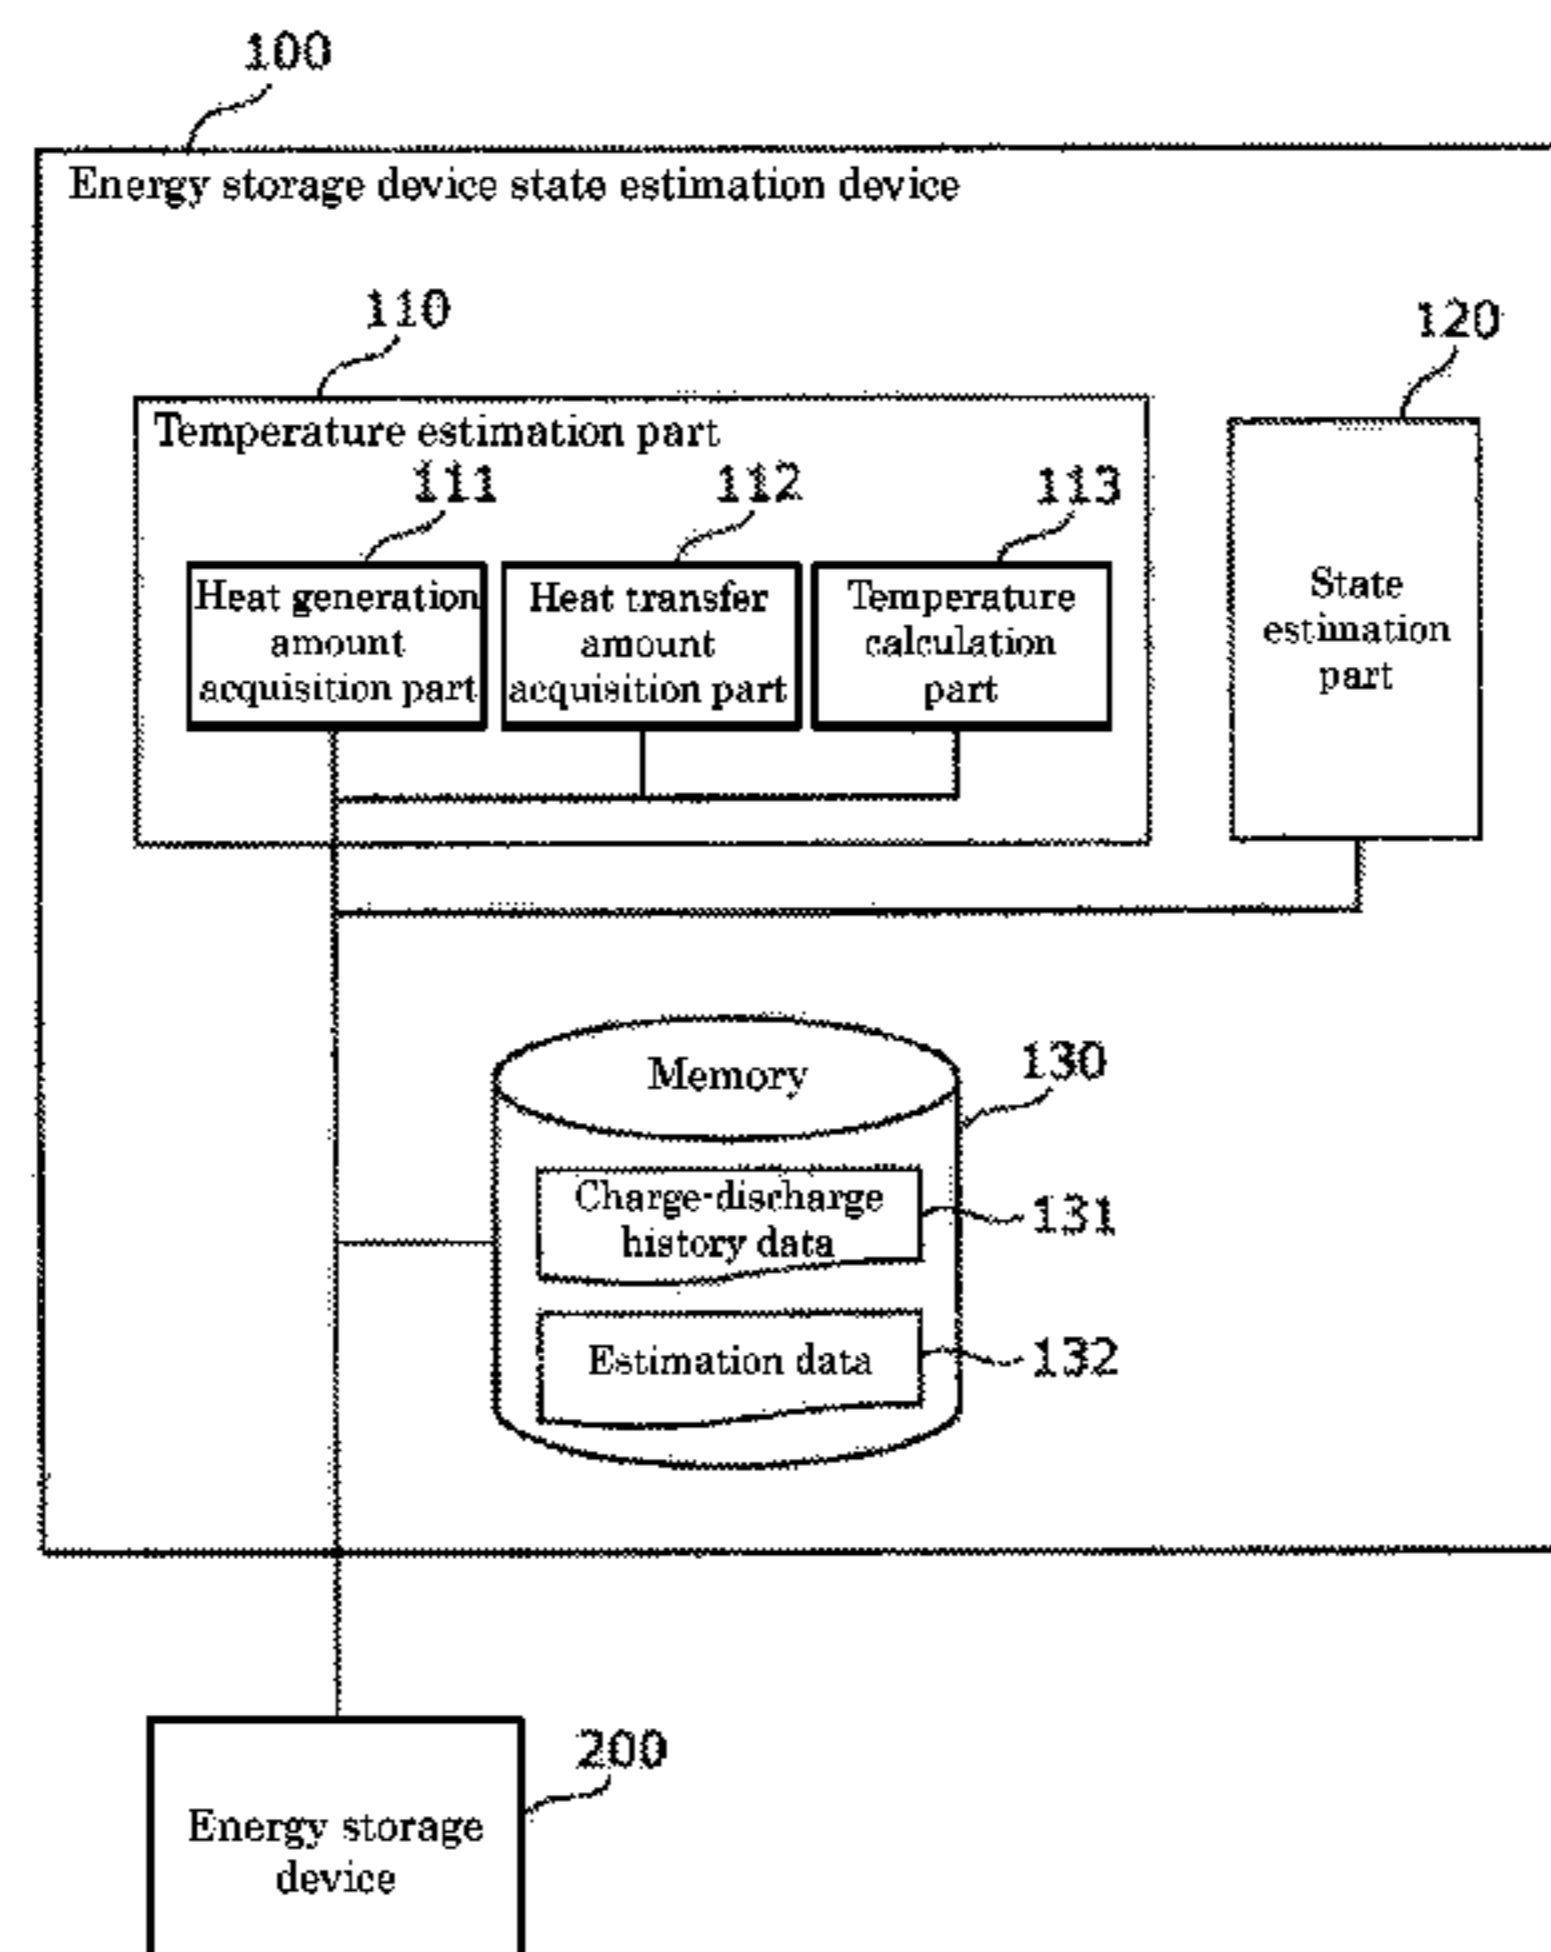 100
Energy storage device state estimation device
110
120
Temperature estimation part
111
112
113
Heat generation
amount
acquisition part
Heat transfer
amount
acquisition part
Temperature
calculation
part
State
estimation
part
Memory
130
Charge-discharge
history data
131
Estimation data
132
200
Energy storage
device